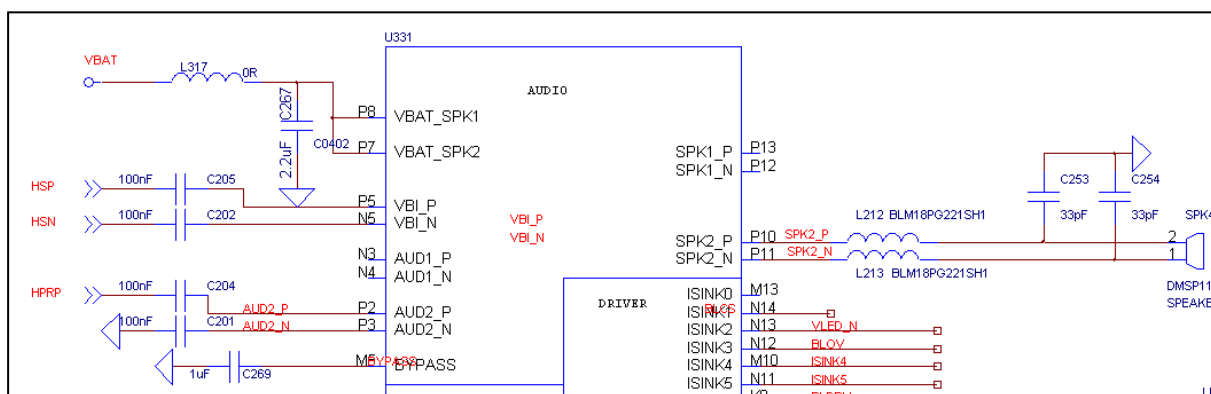 U331
VBAT
L317
0R
AUDIO
C267
2.2uF
C0402
P8
VBAT_SPK1
P7
VBAT_SPK2
SPK1_P
P13
SPK1_N
P12
C253
C254
33pF
33pF
HSP
100nF
C205
P5
VBI_P
HSN
100nF
C202
N5
VBI_N
VBI_P
VBI_N
L212 BLM18PG221SH1
SPK4
SPK2_P
P10
SPK2_P
2
SPK2_N
P11
SPK2_N
1
L213 BLM18PG221SH1
N3
AUD1_P
N4
AUD1_N
DMSP11
SPEAKE
HPRP
100nF
C204
AUD2_P
P2
AUD2_P
100nF
C201
AUD2_N
P3
AUD2_N
1uF
C269
M5
BYPASS
BYPASS
DRIVER
ISINK0
M13
ISINK1
N14
ISINK2
N13
VLED_N
ISINK3
N12
BLOV
ISINK4
M10
ISINK4
ISINK5
N11
ISINK5